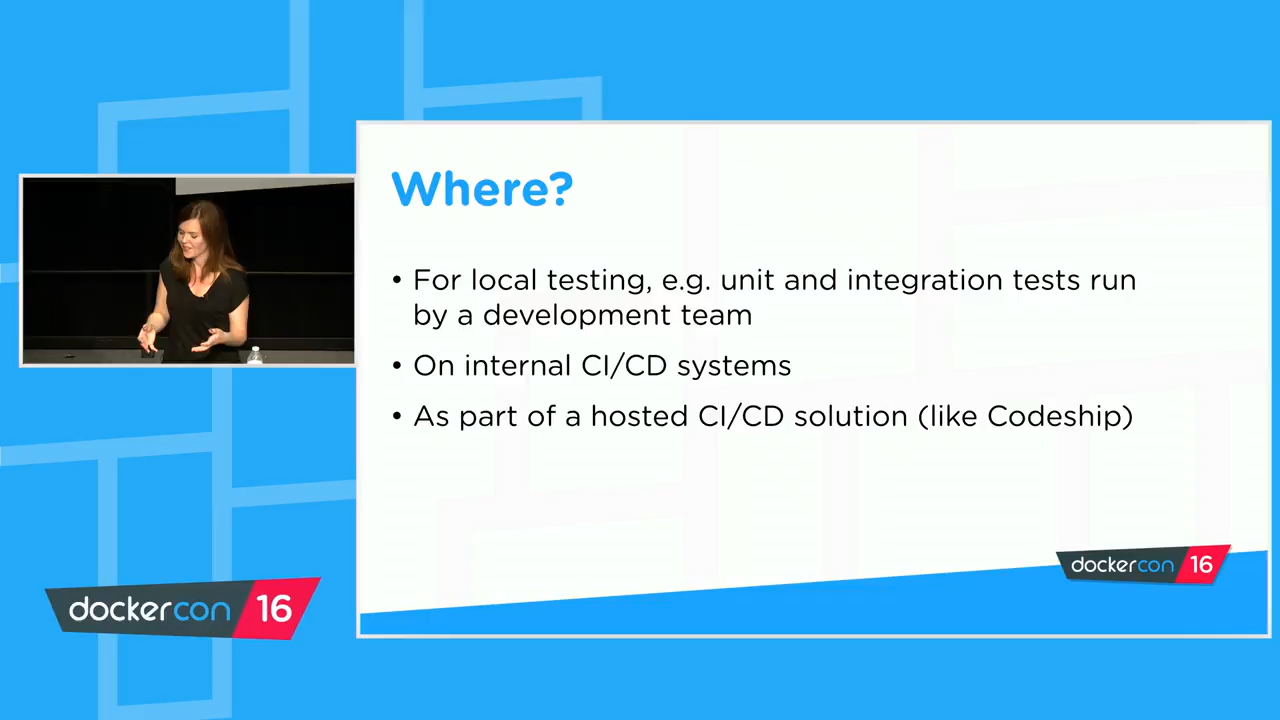 Where?
• For local testing, e.g. unit and integration tests run
by a development team
• On internal CI/CD systems
• As part of a hosted CI/CD solution (like Codeship)
dockercon 16
dockercon 16